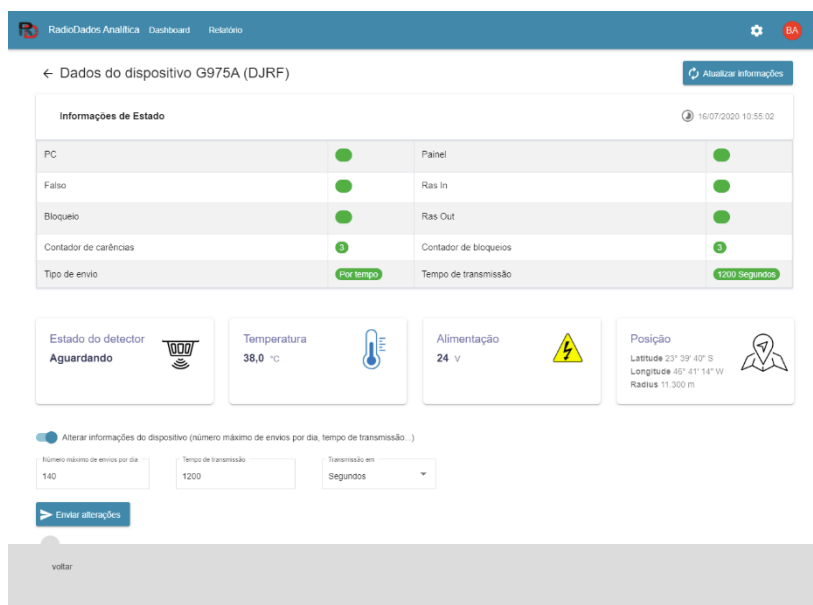 RadioDados Analítica Dashboard Relatório BA
← Dados do dispositivo G975A (DJRF) Atualizar informações
Informações de Estado 16/07/2020 10:55:02
PC Painel
Falso Ras In
Bloqueio Ras Out
Contador de carências 3 Contador de bloqueios 3
Tipo de envio Por tempo Tempo de transmissão 1200 Segundos
Estado do detector
Aguardando
Temperatura
38,0 °C
Alimentação
24 V
Posição
Latitude 23° 39' 40" S
Longitude 46° 41' 14" W
Radius 11.300 m
Alterar informações do dispositivo (número máximo de envios por dia, tempo de transmissão...)
Número máximo de envios por dia
140
Tempo de transmissão
1200
Transmissão em
Segundos
Enviar alterações
voltar